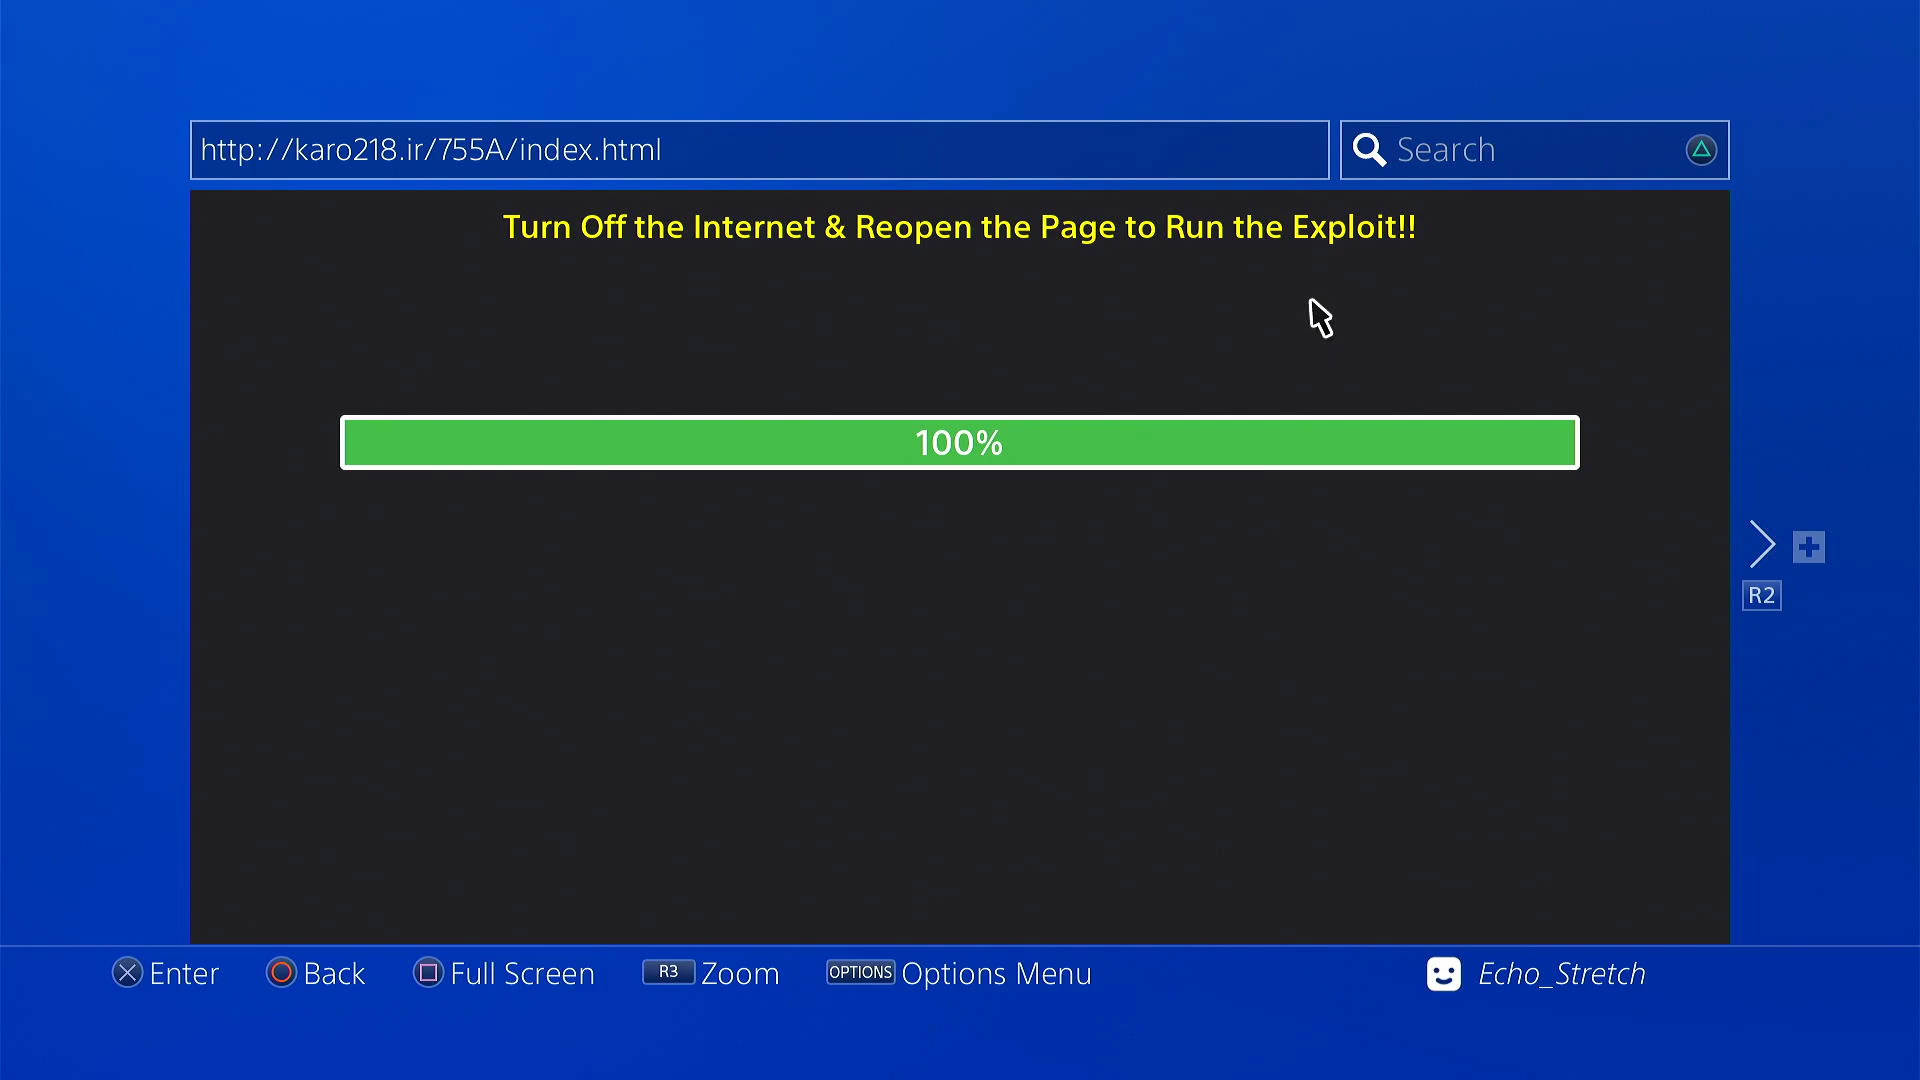 http://karo218.ir/755A/index.html
Search
Turn Off the Internet & Reopen the Page to Run the Exploit!!
100%
R2
Enter
Back
Full Screen
R3 Zoom
OPTIONS Options Menu
Echo_Stretch